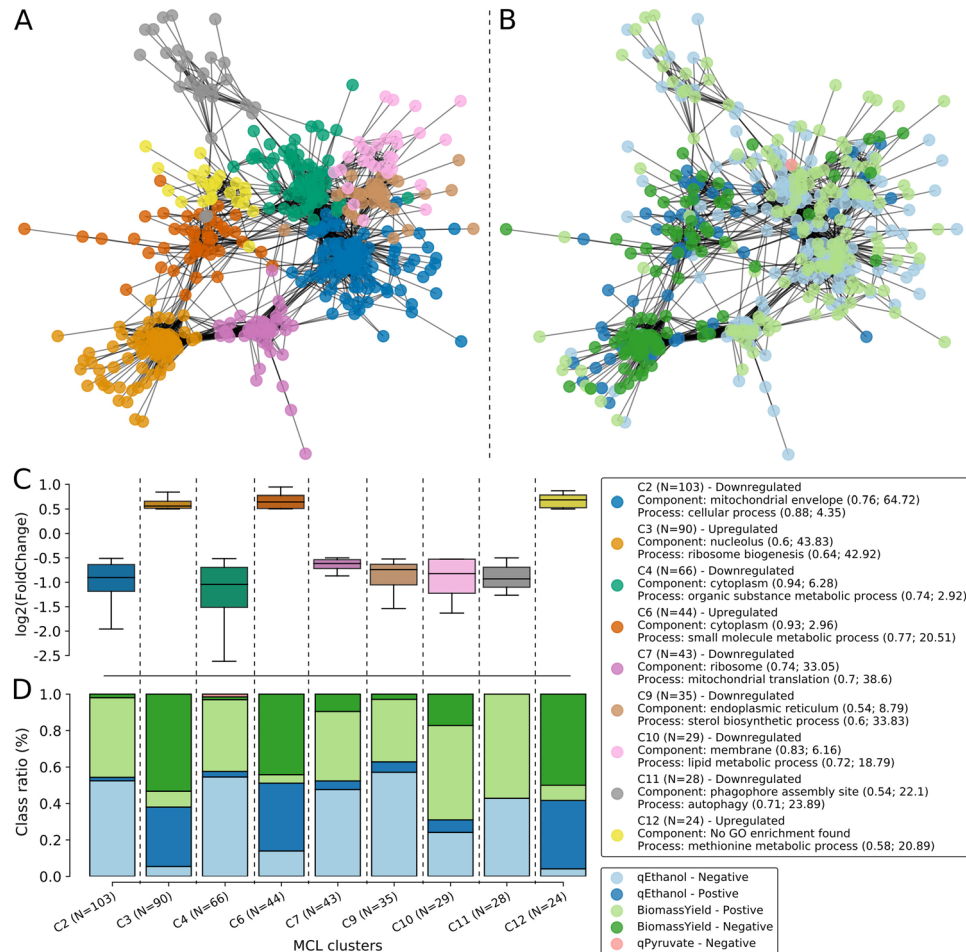 A
B
C
log2(FoldChange)
1.0
0.5
0.0
-0.5
-1.0
-1.5
-2.0
-2.5
D
Class ratio (%)
1.0
0.8
0.6
0.4
0.2
0.0
C2 (N=103)
C3 (N=90)
C4 (N=66)
C6 (N=44)
C7 (N=43)
C9 (N=35)
C10 (N=29)
C11 (N=28)
C12 (N=24)
MCL clusters
C2 (N=103) - Downregulated
Component: mitochondrial envelope (0.76; 64.72)
Process: cellular process (0.88; 4.35)
C3 (N=90) - Upregulated
Component: nucleolus (0.6; 43.83)
Process: ribosome biogenesis (0.64; 42.92)
C4 (N=66) - Downregulated
Component: cytoplasm (0.94; 6.28)
Process: organic substance metabolic process (0.74; 2.92)
C6 (N=44) - Upregulated
Component: cytoplasm (0.93; 2.96)
Process: small molecule metabolic process (0.77; 20.51)
C7 (N=43) - Downregulated
Component: ribosome (0.74; 33.05)
Process: mitochondrial translation (0.7; 38.6)
C9 (N=35) - Downregulated
Component: endoplasmic reticulum (0.54; 8.79)
Process: sterol biosynthetic process (0.6; 33.83)
C10 (N=29) - Downregulated
Component: membrane (0.83; 6.16)
Process: lipid metabolic process (0.72; 18.79)
C11 (N=28) - Downregulated
Component: phagophore assembly site (0.54; 22.1)
Process: autophagy (0.71; 23.89)
C12 (N=24) - Upregulated
Component: No GO enrichment found
Process: methionine metabolic process (0.58; 20.89)
qEthanol - Negative
qEthanol - Postive
BiomassYield - Postive
BiomassYield - Negative
qPyruvate - Negative